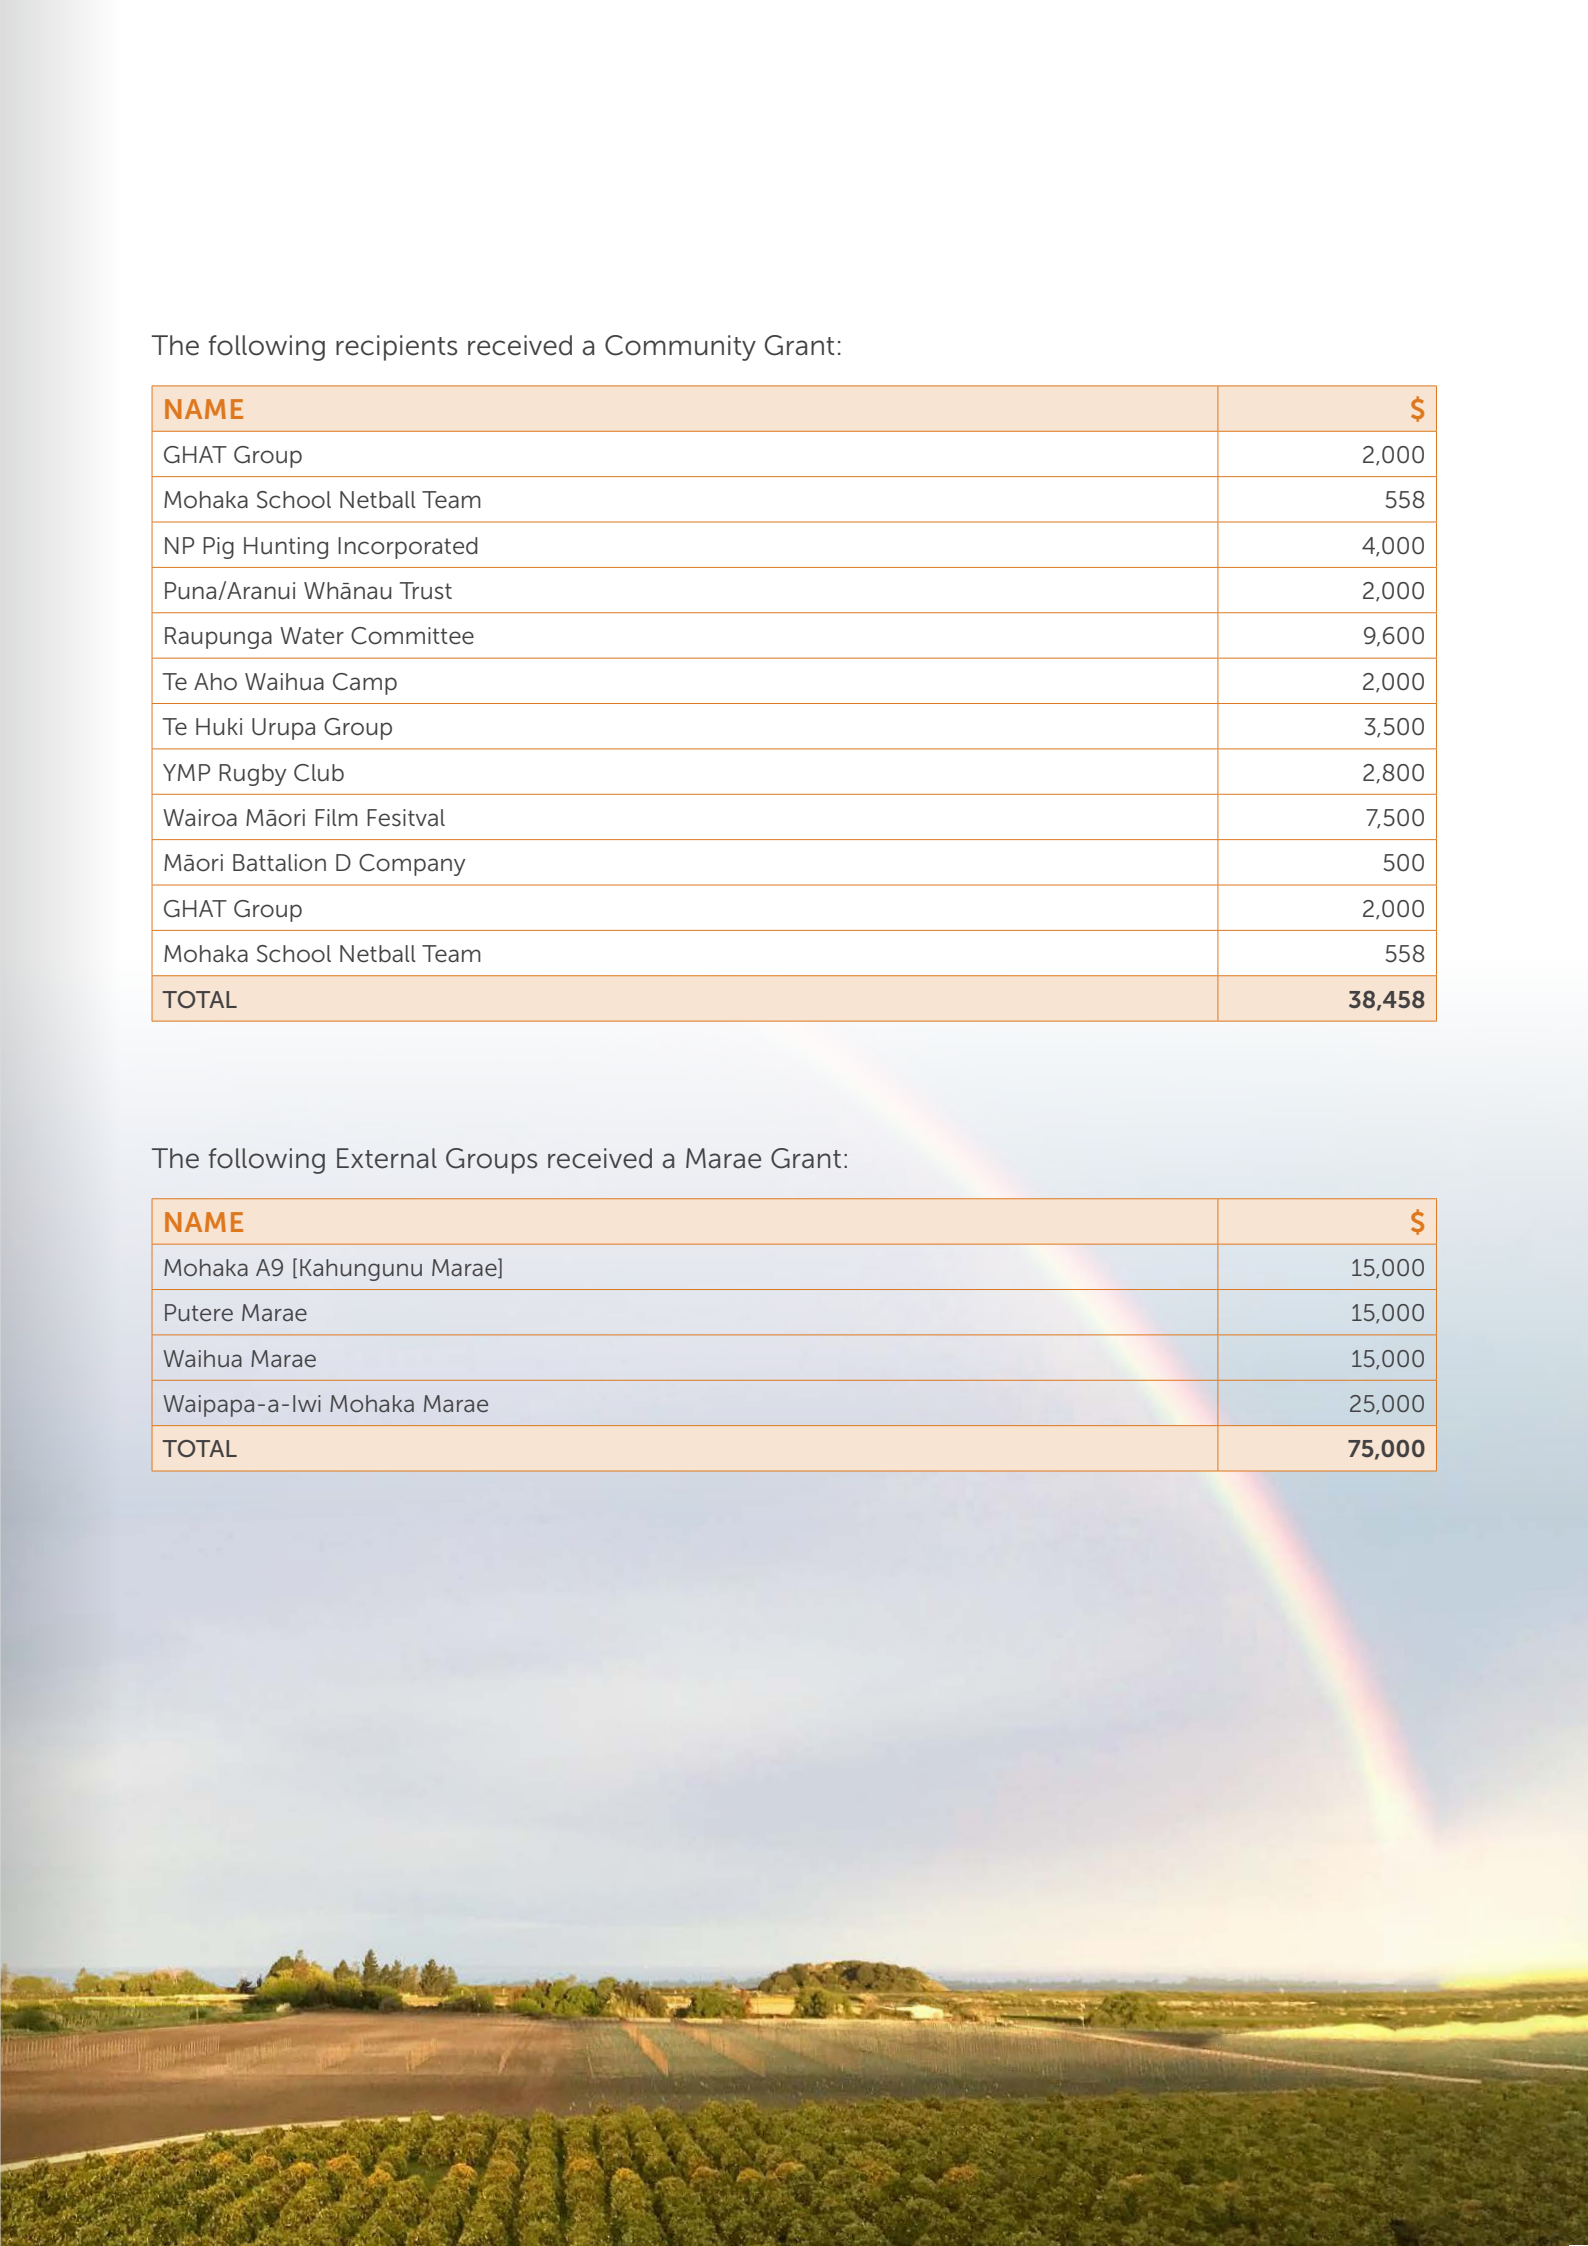 The following recipients received a Community Grant:
NAME $
GHAT Group 2,000
Mohaka School Netball Team 558
NP Pig Hunting Incorporated 4,000
Puna/Aranui Whānau Trust 2,000
Raupunga Water Committee 9,600
Te Aho Waihua Camp 2,000
Te Huki Urupa Group 3,500
YMP Rugby Club 2,800
Wairoa Māori Film Fesitval 7,500
Māori Battalion D Company 500
GHAT Group 2,000
Mohaka School Netball Team 558
TOTAL 38,458
The following External Groups received a Marae Grant:
NAME $
Mohaka A9 [Kahungunu Marae] 15,000
Putere Marae 15,000
Waihua Marae 15,000
Waipapa-a-Iwi Mohaka Marae 25,000
TOTAL 75,000